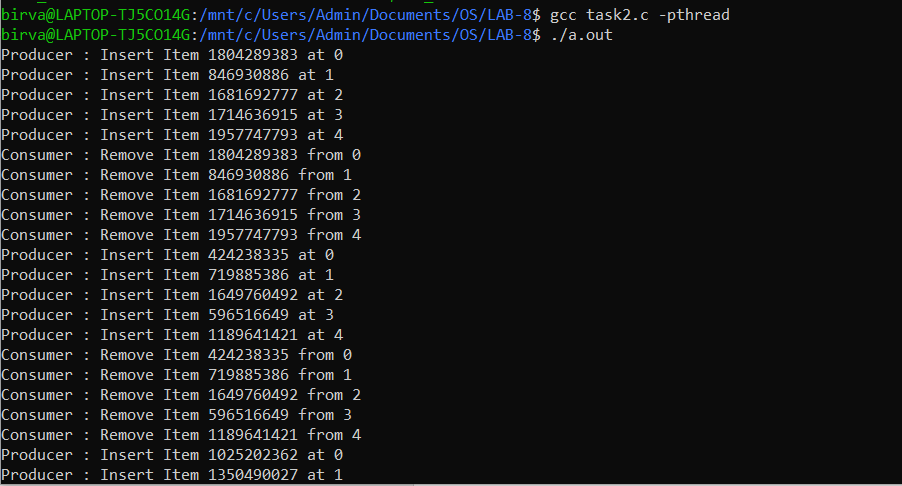 birva@LAPTOP-TJ5CO14G:/mnt/c/Users/Admin/Documents/OS/LAB-8$ gcc task2.c -pthread
birva@LAPTOP-TJ5CO14G:/mnt/c/Users/Admin/Documents/OS/LAB-8$ ./a.out
Producer : Insert Item 1804289383 at 0
Producer : Insert Item 846930886 at 1
Producer : Insert Item 1681692777 at 2
Producer : Insert Item 1714636915 at 3
Producer : Insert Item 1957747793 at 4
Consumer : Remove Item 1804289383 from 0
Consumer : Remove Item 846930886 from 1
Consumer : Remove Item 1681692777 from 2
Consumer : Remove Item 1714636915 from 3
Consumer : Remove Item 1957747793 from 4
Producer : Insert Item 424238335 at 0
Producer : Insert Item 719885386 at 1
Producer : Insert Item 1649760492 at 2
Producer : Insert Item 596516649 at 3
Producer : Insert Item 1189641421 at 4
Consumer : Remove Item 424238335 from 0
Consumer : Remove Item 719885386 from 1
Consumer : Remove Item 1649760492 from 2
Consumer : Remove Item 596516649 from 3
Consumer : Remove Item 1189641421 from 4
Producer : Insert Item 1025202362 at 0
Producer : Insert Item 1350490027 at 1